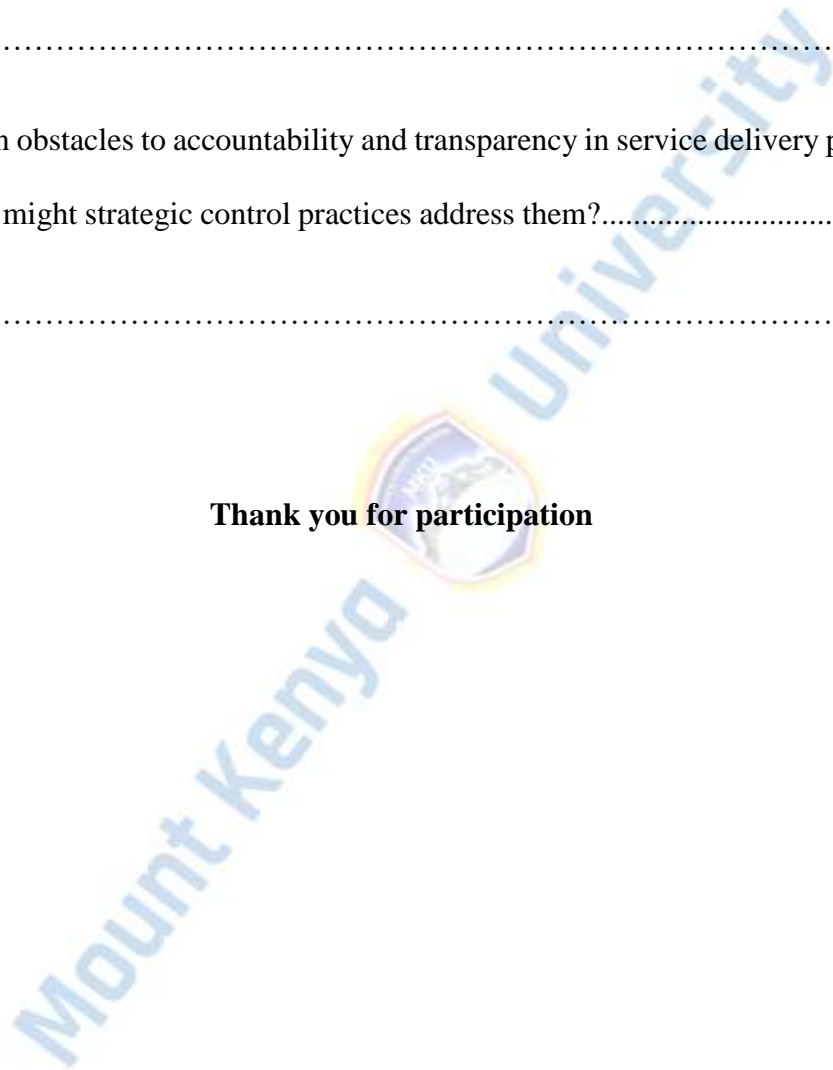 ……………………………………………………………………
n obstacles to accountability and transparency in service delivery p
might strategic control practices address them?..............................
……………………………………………………………………
Thank you for participation
MKU
Mount Kenya University